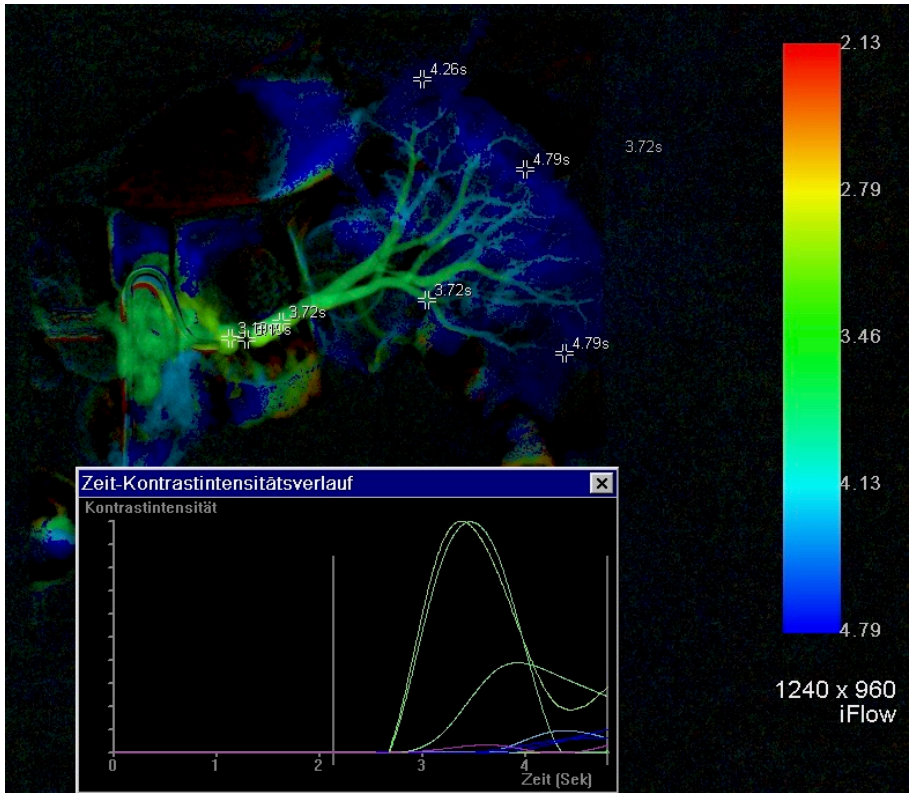 2.13
4.26s
3.72s
4.79s
2.79
3.72s
3.72s
3.46
4.79s
4.13
Zeit-Kontrastintensitätsverlauf
Kontrastintensität
4.79
1240 x 960
iFlow
0 1 2 3 4
Zeit (Sek)